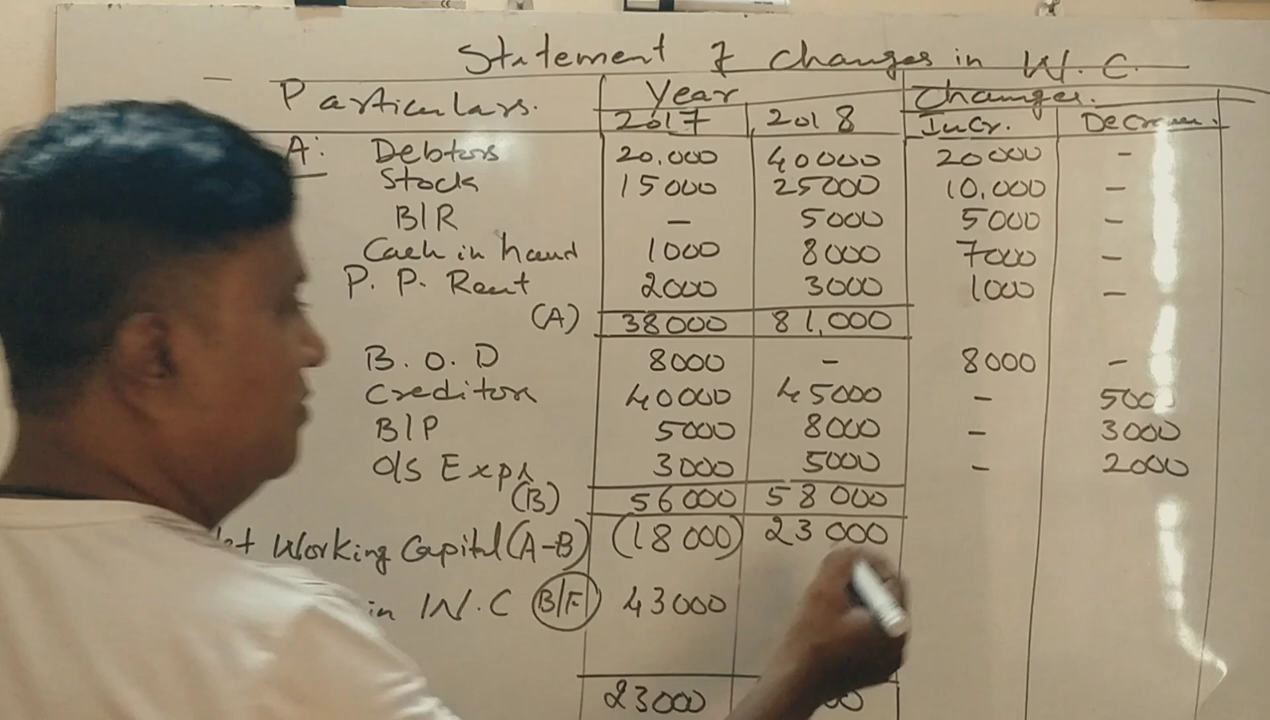 Statement of changes in W.C.
Particulars. Year Changes.
2017 2018 Incr. Decrease.
A: Debtors 20,000 40000 20000 -
Stock 15000 25000 10,000 -
B/R - 5000 5000 -
Cash in hand 1000 8000 7000 -
P. P. Rent 2000 3000 1000 -
(A) 38000 81,000
B.O.D 8000 - 8000 -
Creditors 40000 45000 - 5000
B/P 5000 8000 - 3000
O/S Exps 3000 5000 - 2000
(B) 56000 58000
Working Capital (A-B) (18000) 23000
in W.C (B/F) 43000
23000